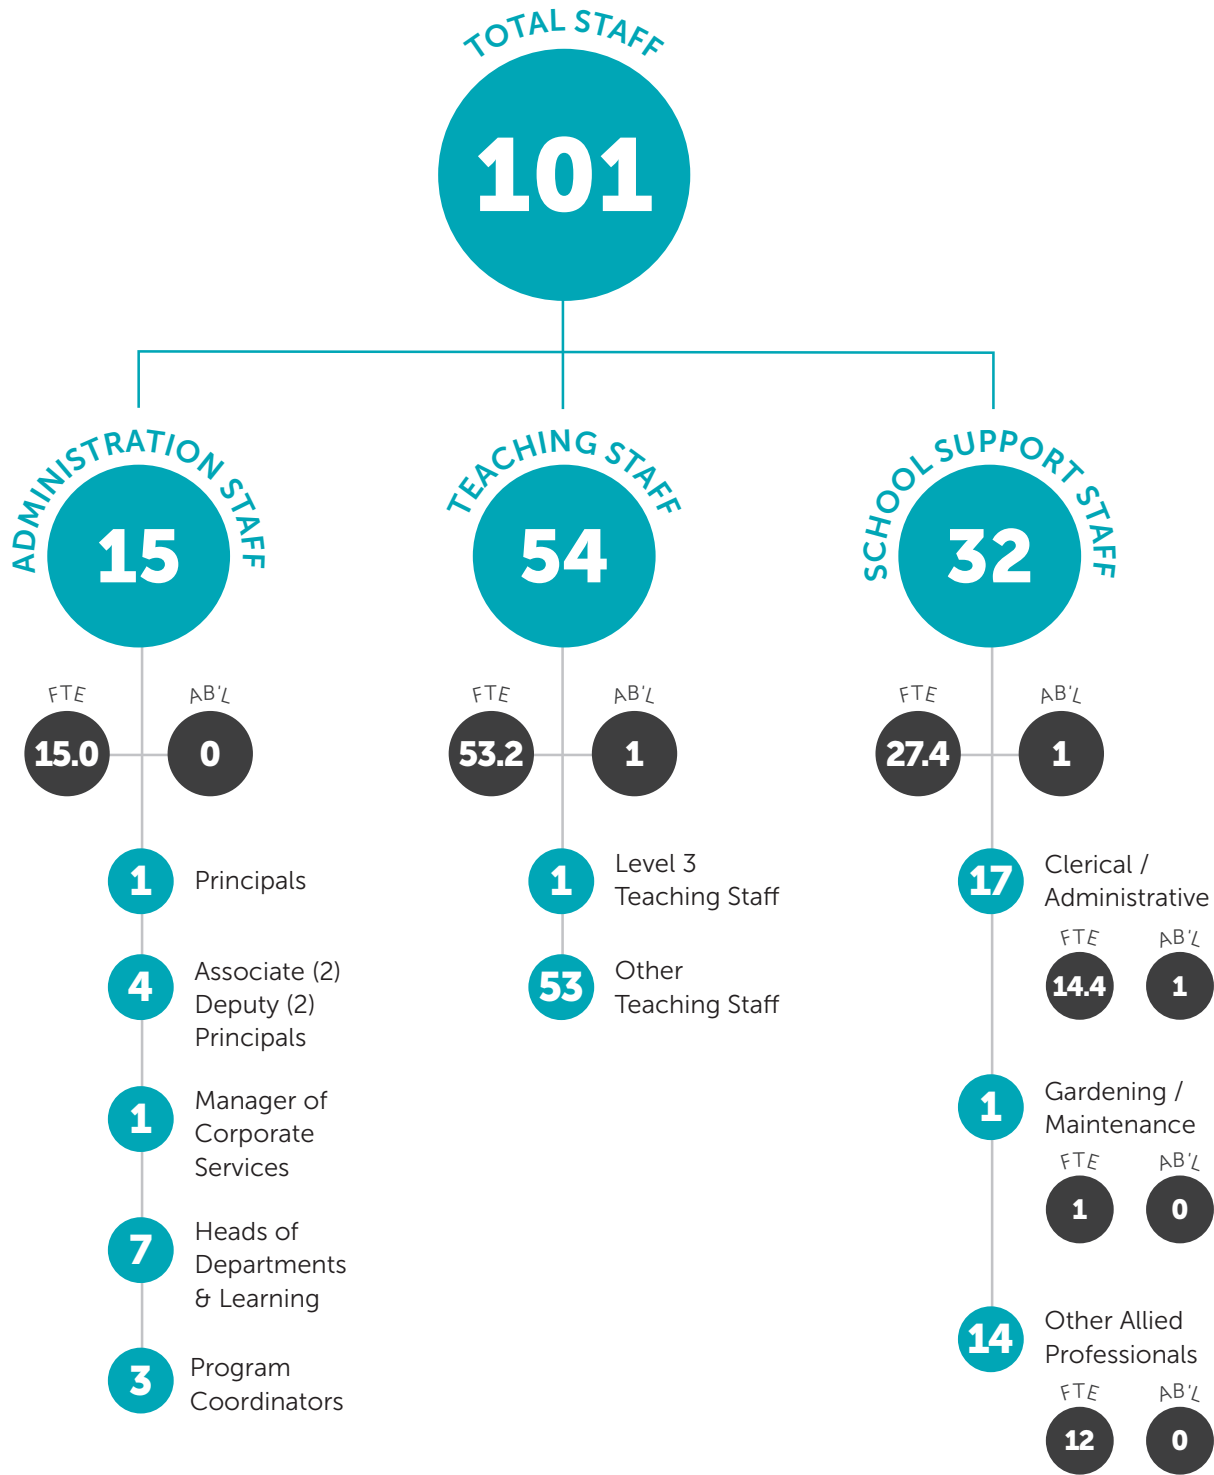 TOTAL STAFF
101
ADMINISTRATION STAFF
15
FTE
15.0
AB'L
0
1
Principals
4
Associate (2)
Deputy (2)
Principals
1
Manager of
Corporate
Services
7
Heads of
Departments
& Learning
3
Program
Coordinators
TEACHING STAFF
54
FTE
53.2
AB'L
1
1
Level 3
Teaching Staff
53
Other
Teaching Staff
SCHOOL SUPPORT STAFF
32
FTE
27.4
AB'L
1
17
Clerical /
Administrative
FTE
14.4
AB'L
1
1
Gardening /
Maintenance
FTE
1
AB'L
0
14
Other Allied
Professionals
FTE
12
AB'L
0